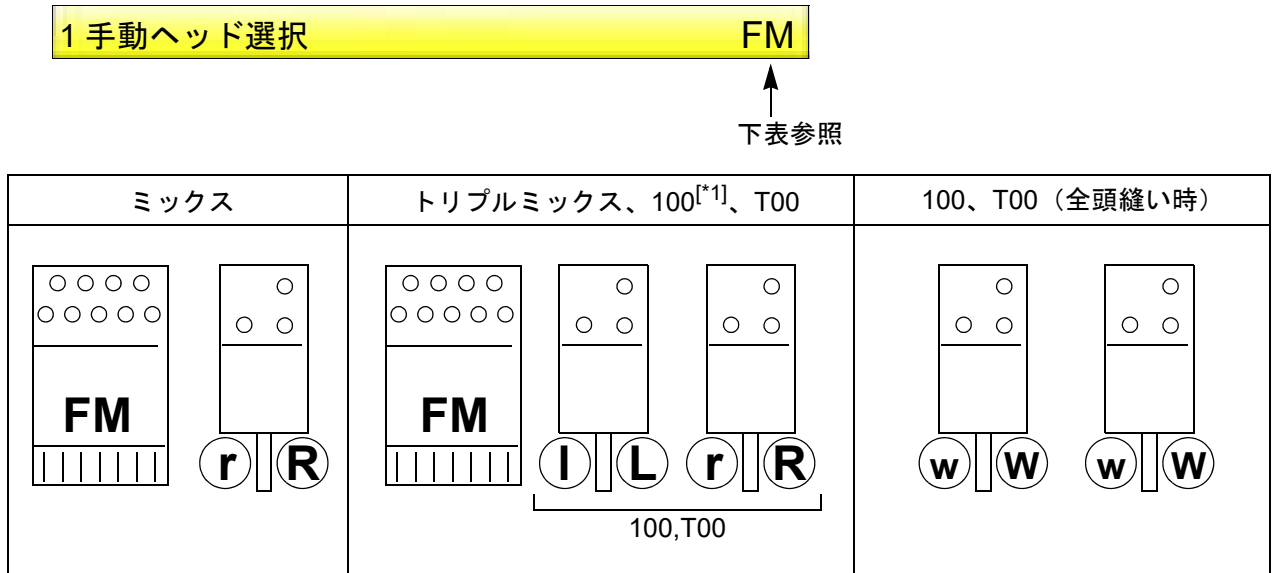 1 手動ヘッド選択 FM
下表参照
ミックス
トリプルミックス、100[*1]、T00
100、T00（全頭縫い時）
FM
r R
FM
l L r R
100,T00
w W w W